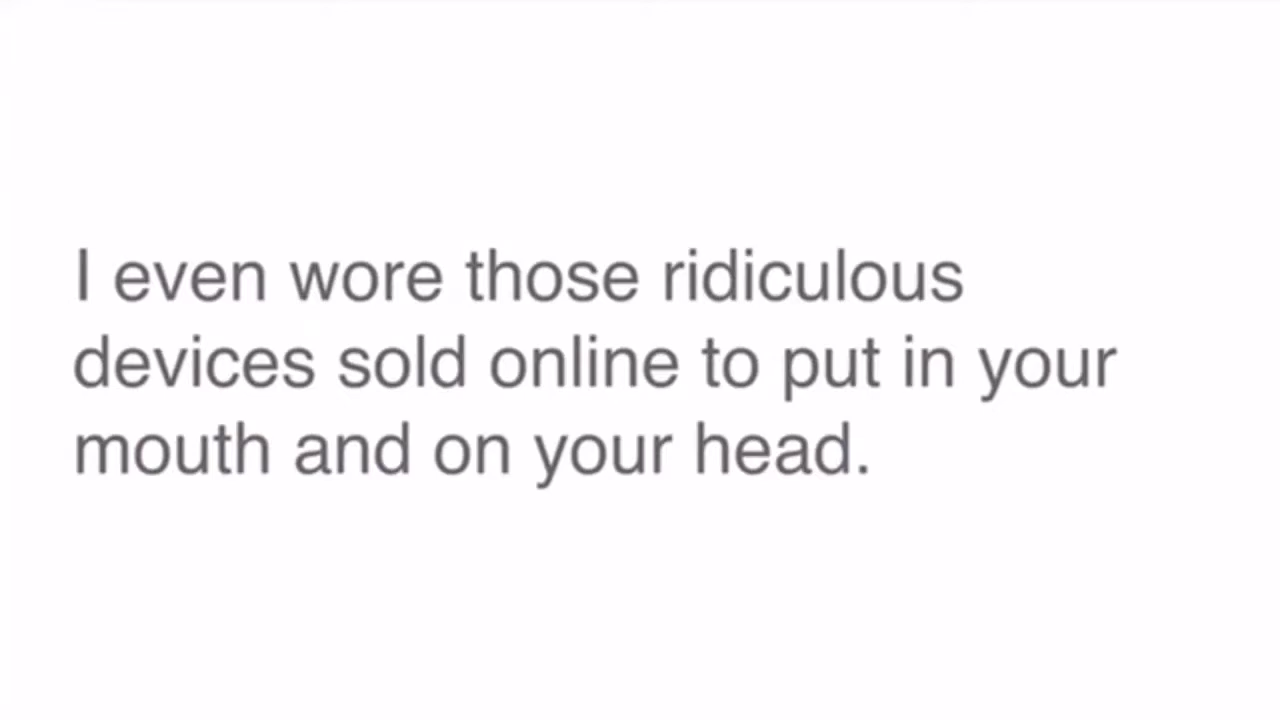 I even wore those ridiculous
devices sold online to put in your
mouth and on your head.